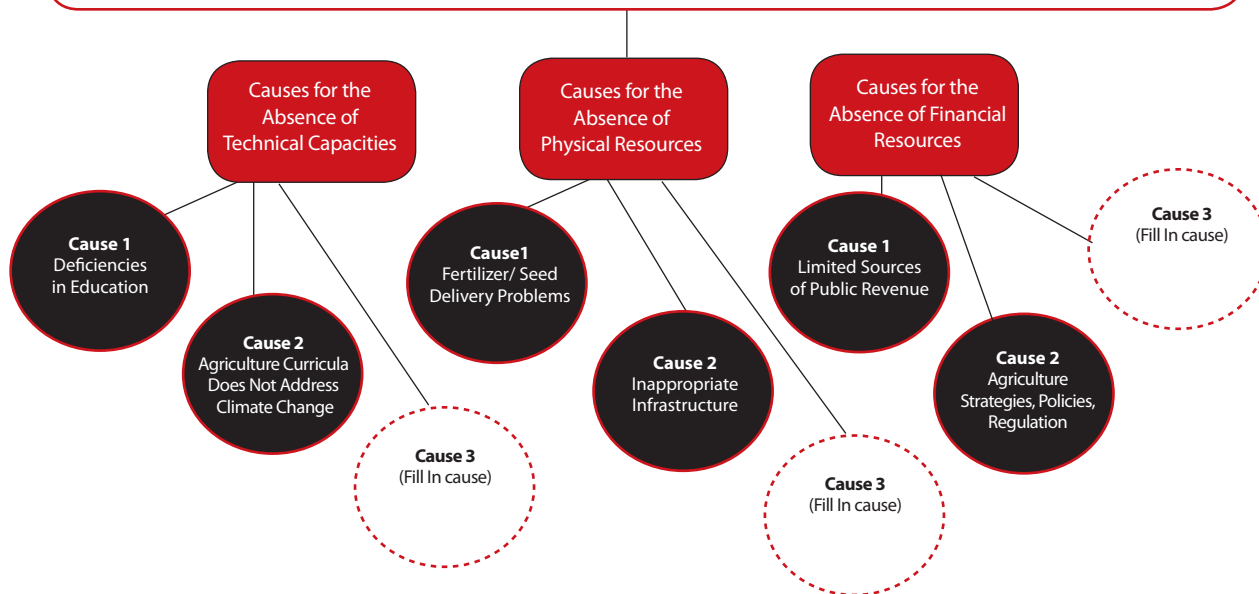 Causes for the
Absence of
Technical Capacities
Causes for the
Absence of
Physical Resources
Causes for the
Absence of Financial
Resources
Cause 1
Deficiencies
in Education
Cause 2
Agriculture Curricula
Does Not Address
Climate Change
Cause 3
(Fill In cause)
Cause1
Fertilizer/ Seed
Delivery Problems
Cause 2
Inappropriate
Infrastructure
Cause 3
(Fill In cause)
Cause 1
Limited Sources
of Public Revenue
Cause 2
Agriculture
Strategies, Policies,
Regulation
Cause 3
(Fill In cause)